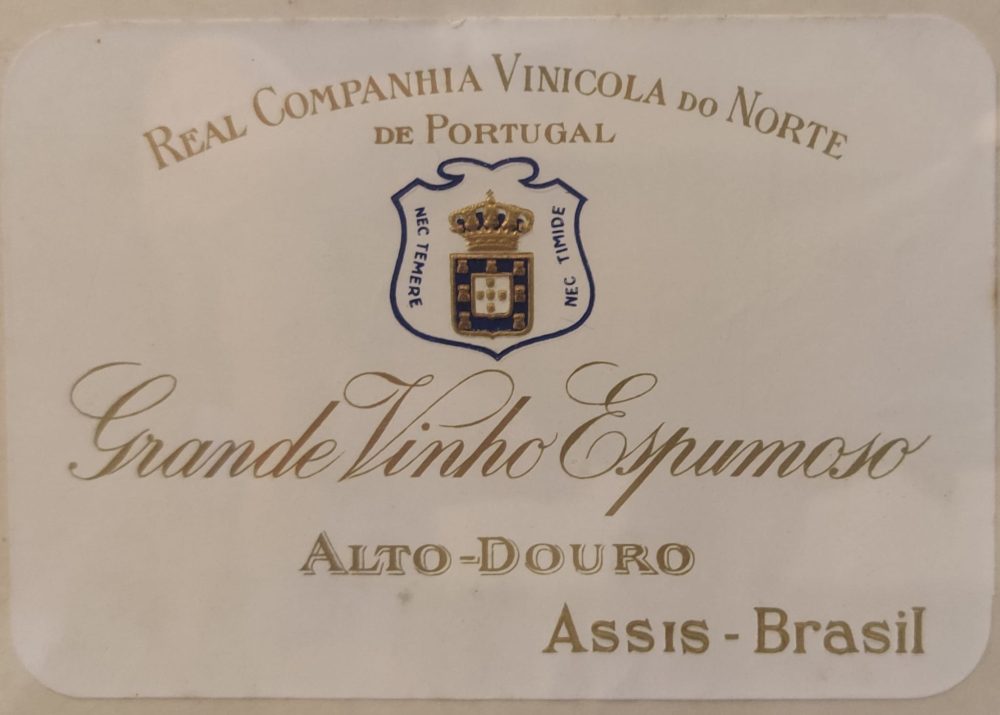 REAL COMPANHIA VINICOLA DO NORTE
DE PORTUGAL
NEC TEMERE
NEC TIMIDE
Grande Vinho Espumoso
ALTO-DOURO
ASSIS - BrasiL